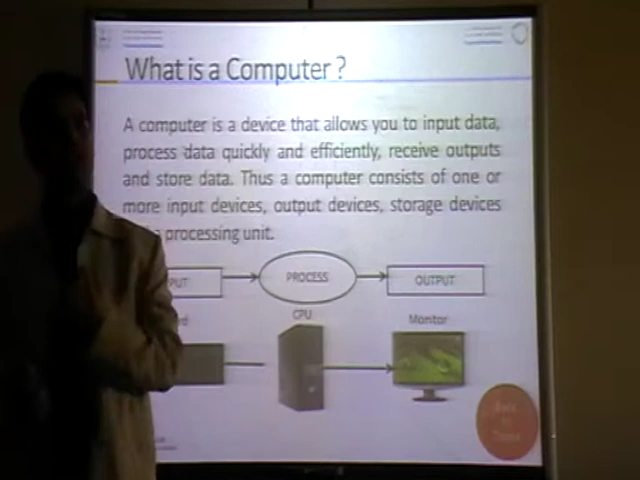 What is a Computer ?
A computer is a device that allows you to input data,
process data quickly and efficiently, receive outputs
and store data. Thus a computer consists of one or
more input devices, output devices, storage devices
a processing unit.
PUT PROCESS OUTPUT
CPU Monitor